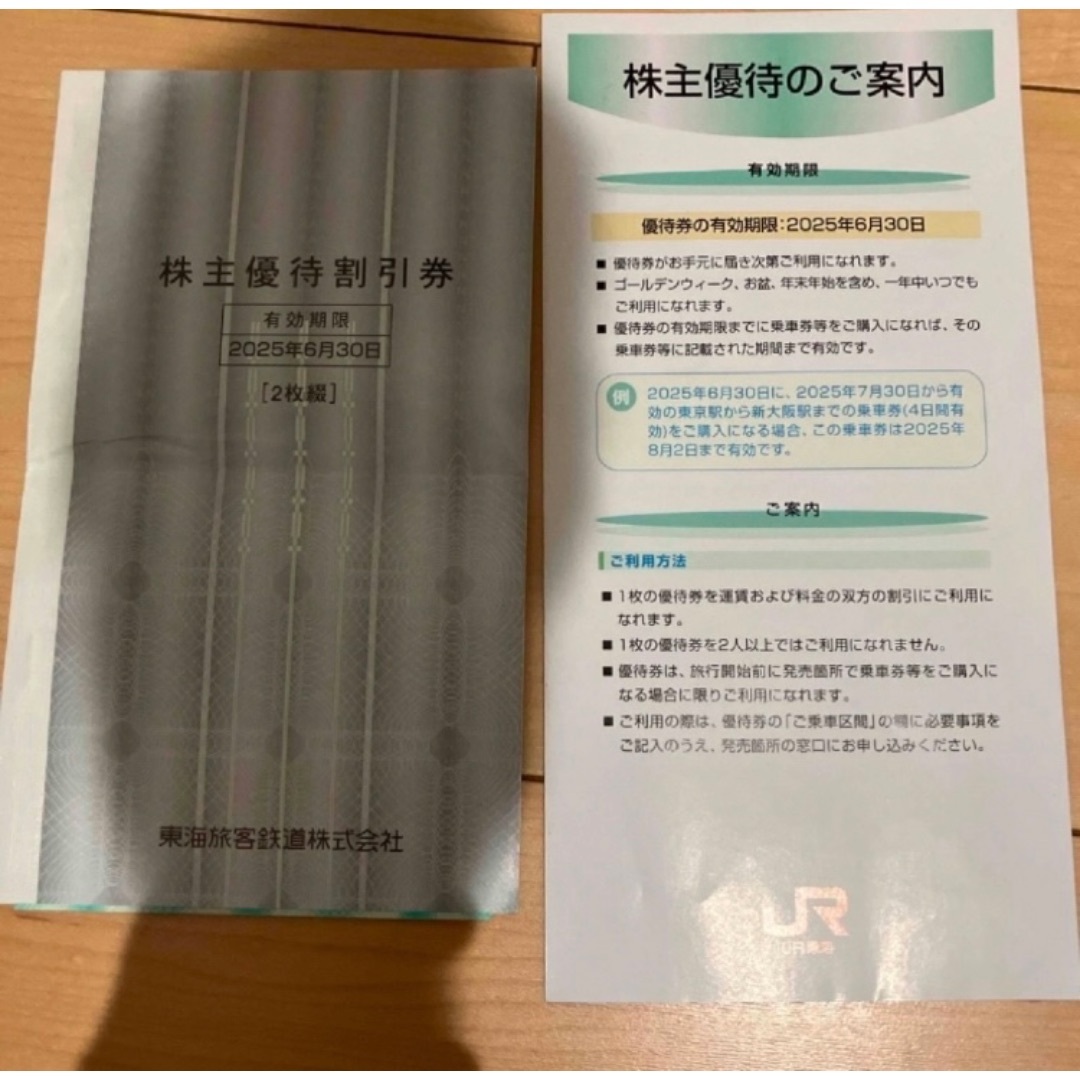 株主優待割引券
有効期限
2025年6月30日
[2枚綴]
東海旅客鉄道株式会社
株主優待のご案内
有効期限
優待券の有効期限:2025年6月30日
■ 優待券がお手元に届き次第ご利用になれます。
■ ゴールデンウィーク、お盆、年末年始を含め、一年中いつでも
ご利用になれます。
■ 優待券の有効期限までに乗車券等をご購入になれば、その
乗車券等に記載された期間まで有効です。
例
2025年6月30日に、2025年7月30日から有
効の東京駅から新大阪駅までの乗車券(4日間有
効)をご購入になる場合、この乗車券は2025年
8月2日まで有効です。
ご案内
ご利用方法
■ 1枚の優待券を運賃および料金の双方の割引にご利用に
なれます。
■ 1枚の優待券を2人以上ではご利用になれません。
■ 優待券は、旅行開始前に発売箇所で乗車券等をご購入に
なる場合に限りご利用になれます。
■ ご利用の際は、優待券の「ご乗車区間」の欄に必要事項を
ご記入のうえ、発売箇所の窓口にお申し込みください。
JR
JR東海